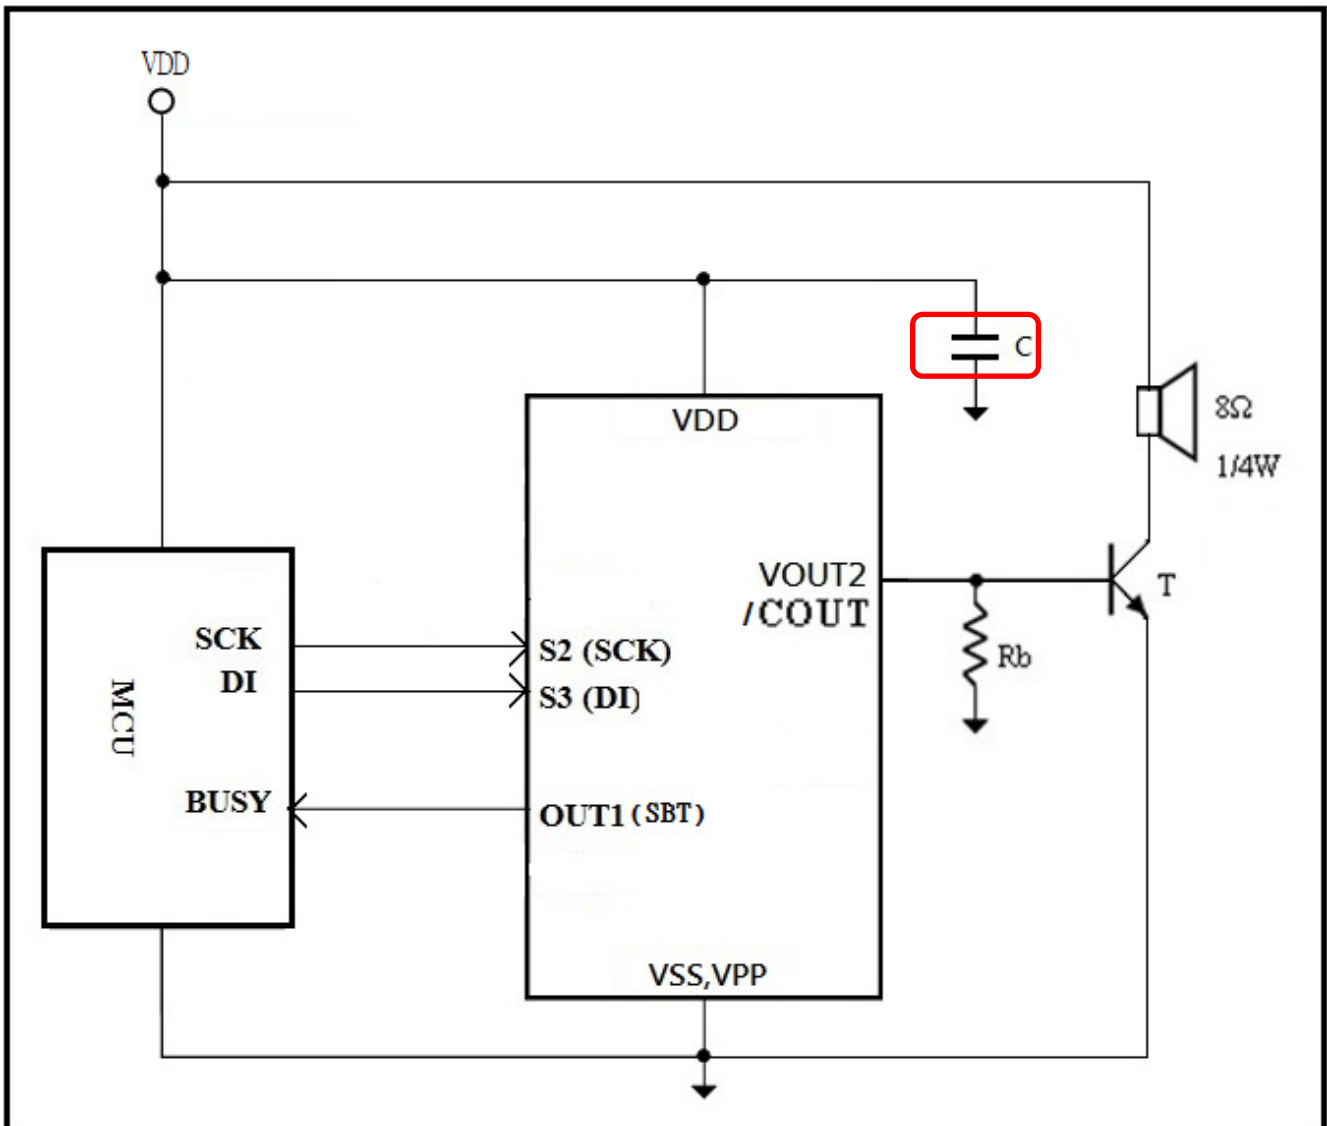 VDD
C
8Ω
1/4W
VDD
VOUT2
/COUT
T
SCK
DI
S2 (SCK)
S3 (DI)
Rb
MCU
BUSY
OUT1 (SBT)
VSS,VPP